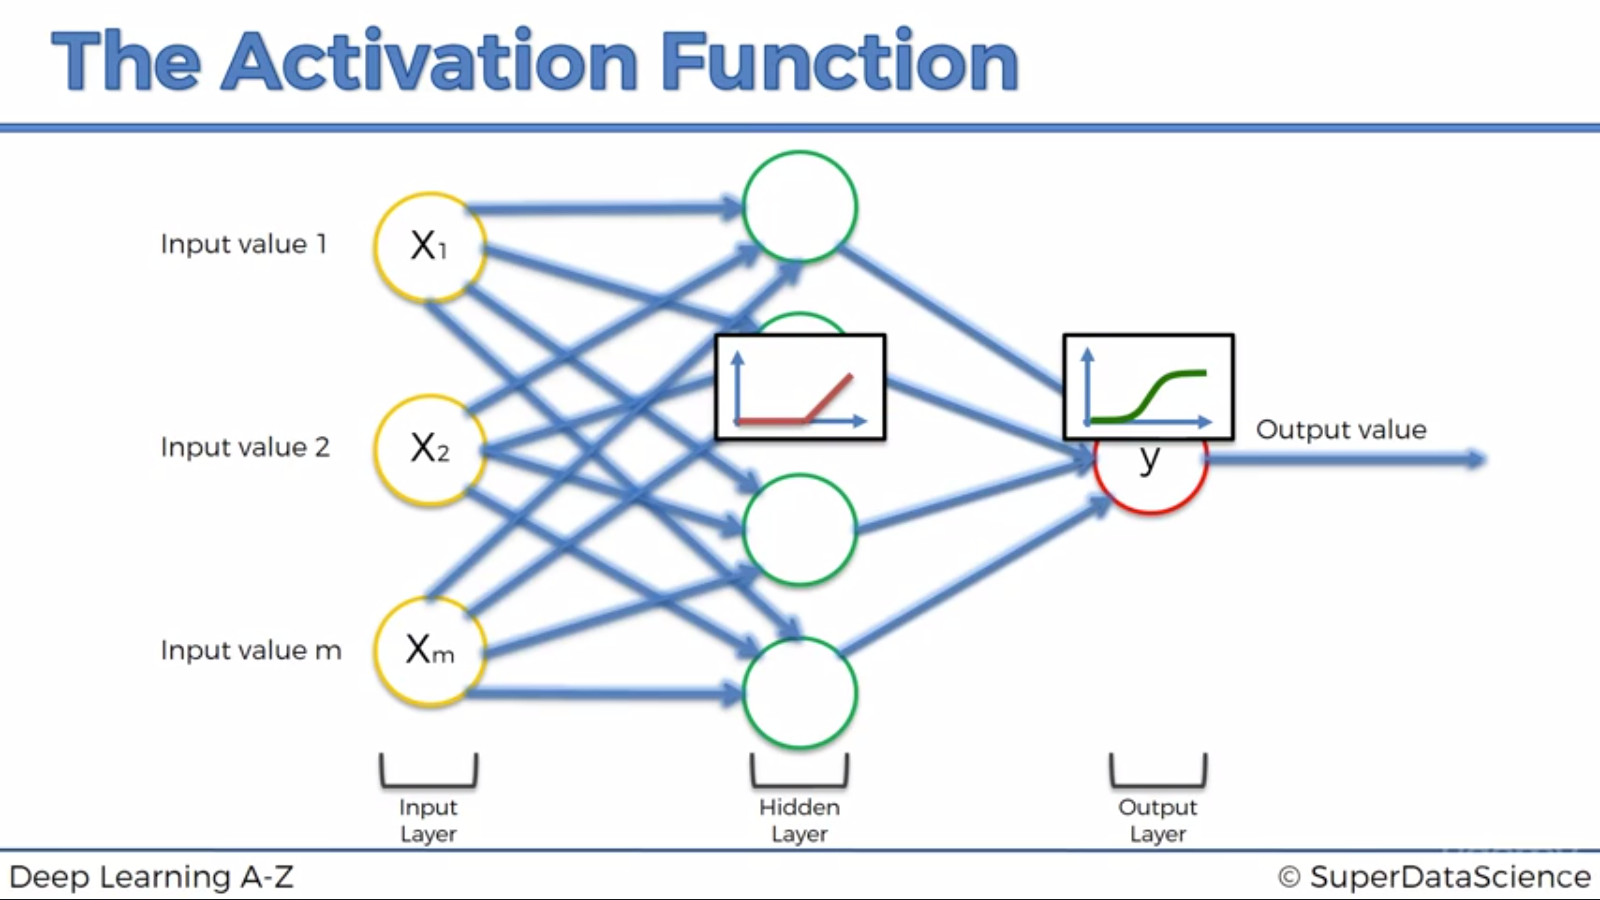 The Activation Function
Input value 1
X1
Input value 2
X2
y
Output value
Input value m
Xm
Input
Layer
Hidden
Layer
Output
Layer
Deep Learning A-Z
© SuperDataScience